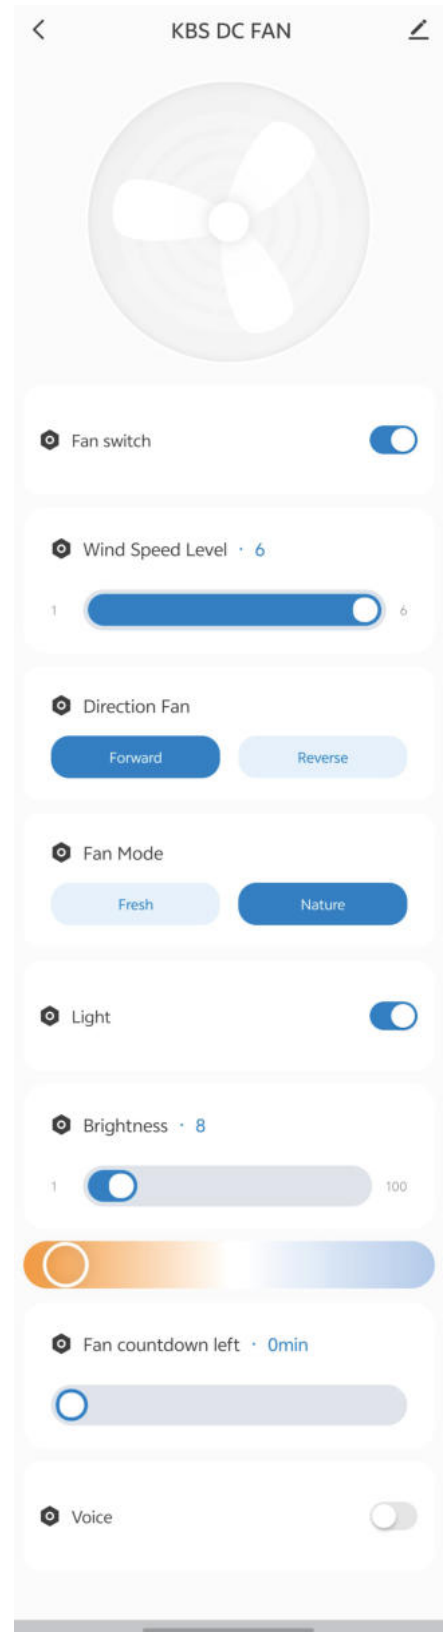 KBS DC FAN
Fan switch
Wind Speed Level · 6
1 6
Direction Fan
Forward Reverse
Fan Mode
Fresh Nature
Light
Brightness · 8
1 100
Fan countdown left · 0min
Voice